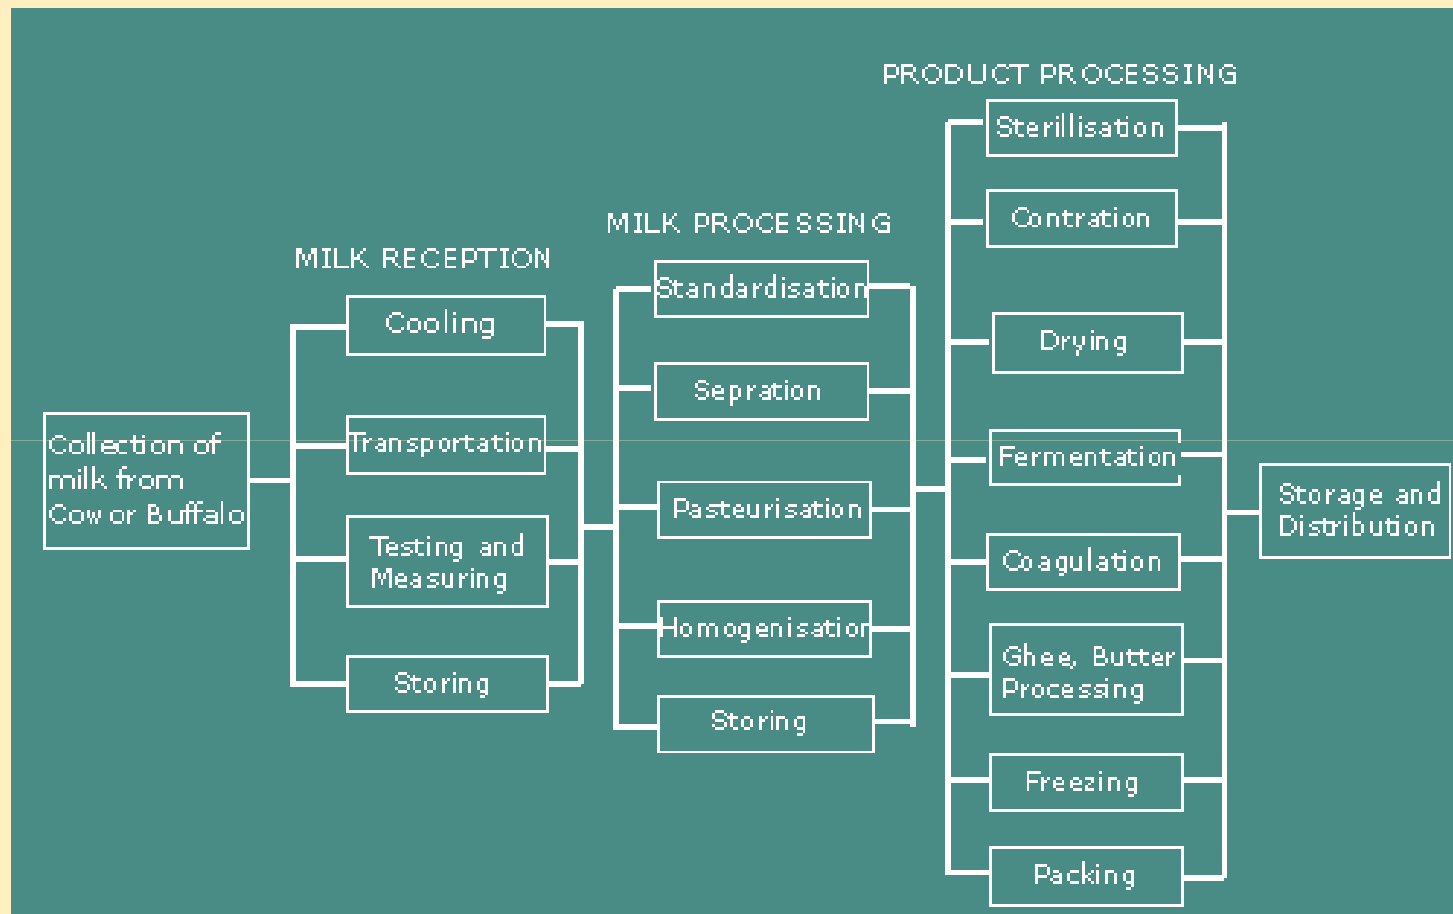 PRODUCT PROCESSING
Sterillisation
Contration
MILK PROCESSING
MILK RECEPTION
Standardisation
Cooling
Drying
Sepration
Collection of
milk from
Cow or Buffalo
Transportation
Fermentation
Storage and
Distribution
Pasteurisation
Testing and
Measuring
Coagulation
Homogenisation
Ghee, Butter
Processing
Storing
Storing
Freezing
Packing